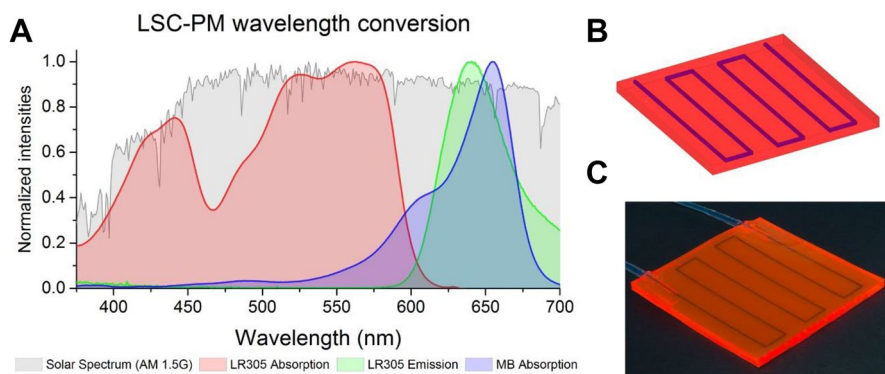 A
LSC-PM wavelength conversion
Normalized intensities
1.0
0.8
0.6
0.4
0.2
0.0
400
450
500
550
600
650
700
Wavelength (nm)
Solar Spectrum (AM 1.5G) LR305 Absorption LR305 Emission MB Absorption
B
C